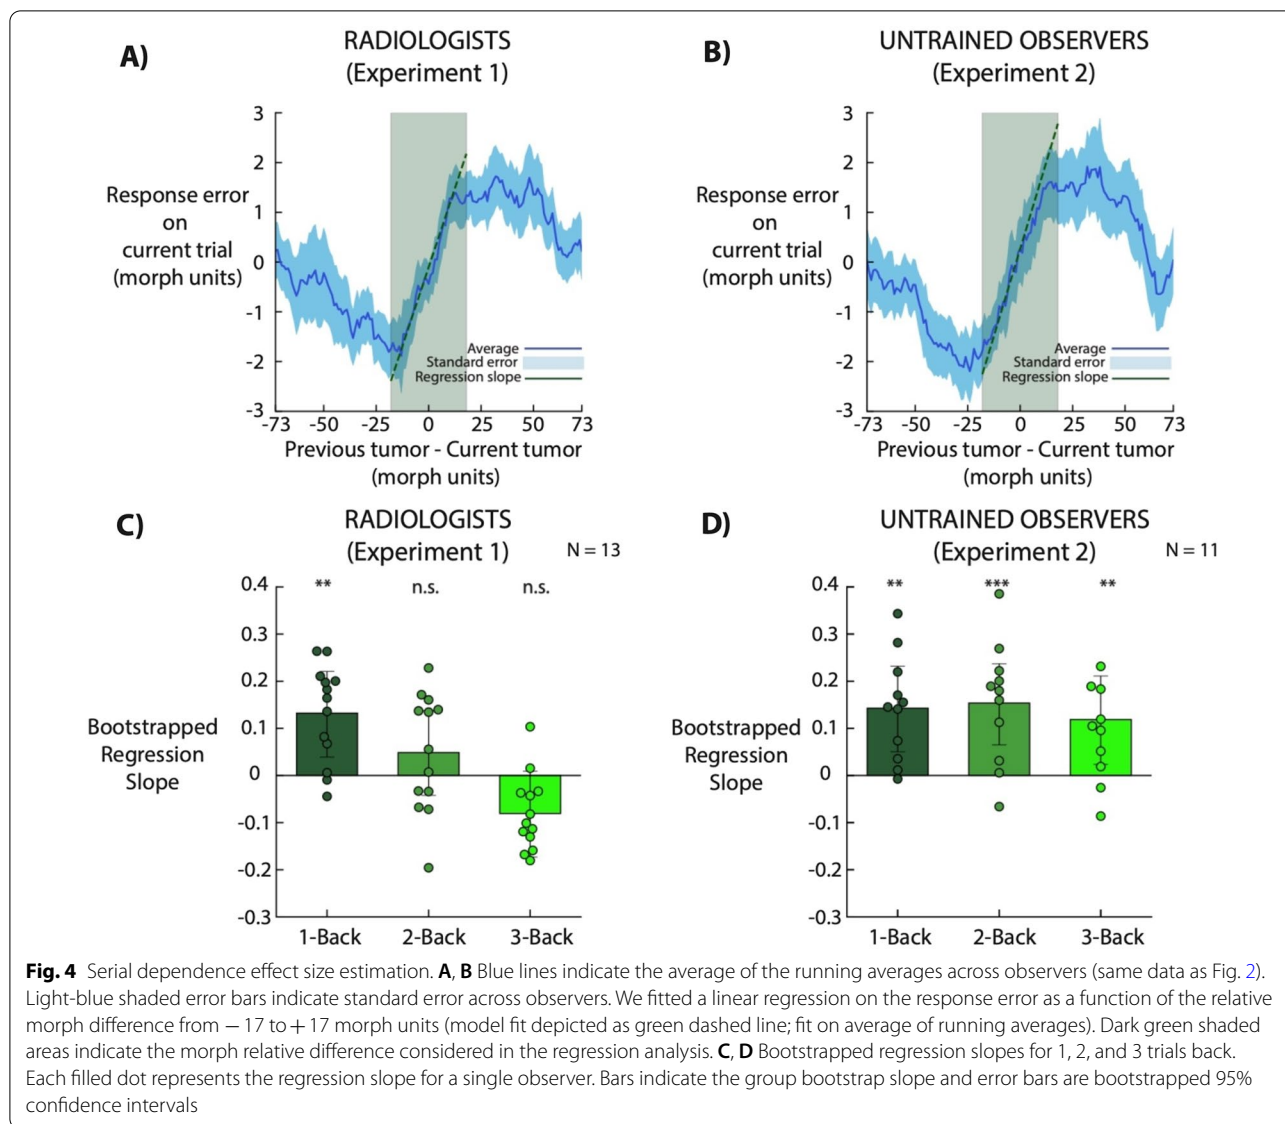 A)
RADIOLOGISTS
(Experiment 1)
Response error
on
current trial
(morph units)
3
2
1
0
-1
-2
-3
Average
Standard error
Regression slope
-73 -50 -25 0 25 50 73
Previous tumor - Current tumor
(morph units)
B)
UNTRAINED OBSERVERS
(Experiment 2)
Response error
on
current trial
(morph units)
3
2
1
0
-1
-2
-3
Average
Standard error
Regression slope
-73 -50 -25 0 25 50 73
Previous tumor - Current tumor
(morph units)
C)
RADIOLOGISTS
(Experiment 1)
N = 13
** n.s. n.s.
Bootstrapped
Regression
Slope
0.4
0.3
0.2
0.1
0
-0.1
-0.2
-0.3
1-Back 2-Back 3-Back
D)
UNTRAINED OBSERVERS
(Experiment 2)
N = 11
** *** **
Bootstrapped
Regression
Slope
0.4
0.3
0.2
0.1
0
-0.1
-0.2
-0.3
1-Back 2-Back 3-Back
Fig. 4 Serial dependence effect size estimation. A, B Blue lines indicate the average of the running averages across observers (same data as Fig. 2).
Light-blue shaded error bars indicate standard error across observers. We fitted a linear regression on the response error as a function of the relative
morph difference from − 17 to + 17 morph units (model fit depicted as green dashed line; fit on average of running averages). Dark green shaded
areas indicate the morph relative difference considered in the regression analysis. C, D Bootstrapped regression slopes for 1, 2, and 3 trials back.
Each filled dot represents the regression slope for a single observer. Bars indicate the group bootstrap slope and error bars are bootstrapped 95%
confidence intervals